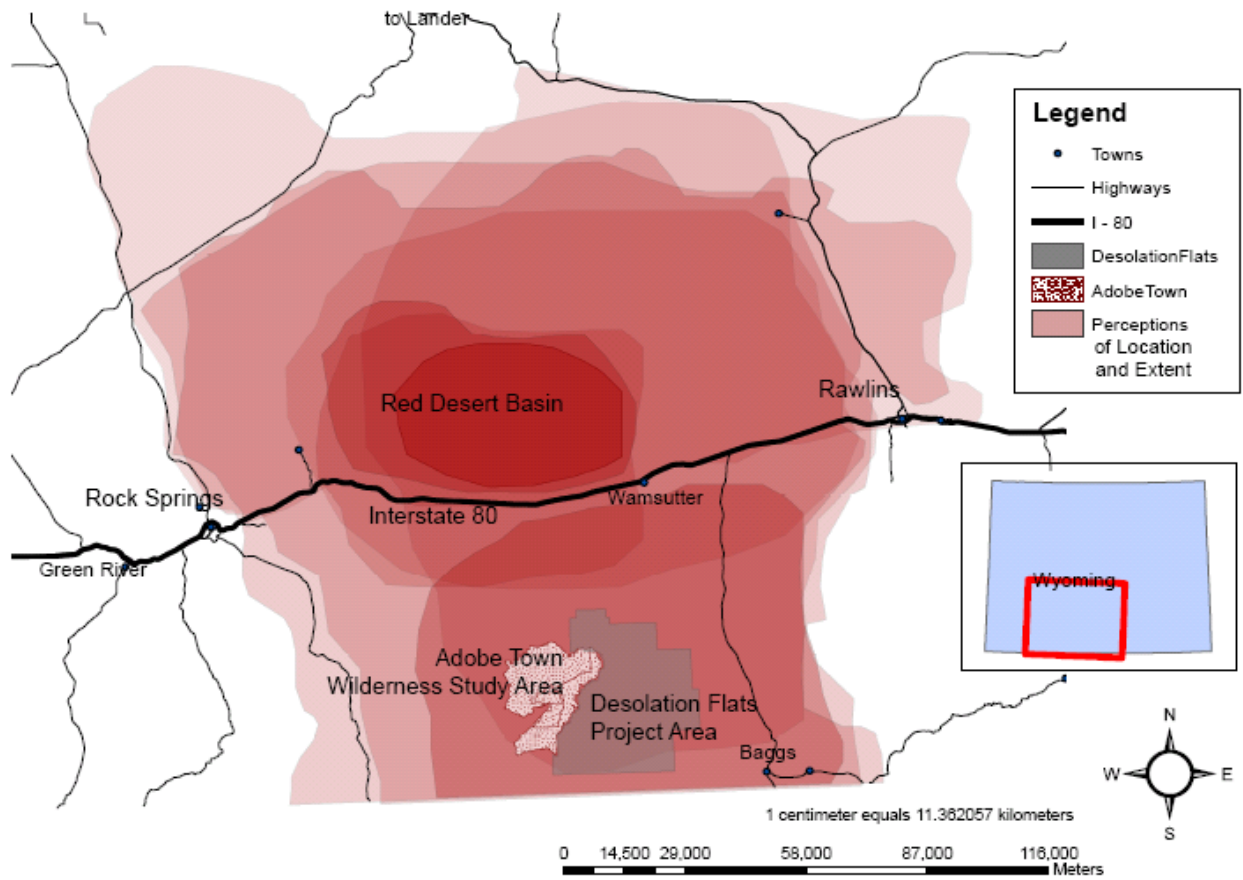 to Lander
Legend
Towns
Highways
I - 80
DesolationFlats
AdobeTown
Perceptions
of Location
and Extent
Red Desert Basin
Rawlins
Rock Springs
Wamsutter
Interstate 80
Green River
Wyoming
Adobe Town
Wilderness Study Area
Desolation Flats
Project Area
Baggs
N
W E
S
1 centimeter equals 11.362057 kilometers
0 14,500 29,000 58,000 87,000 116,000
Meters